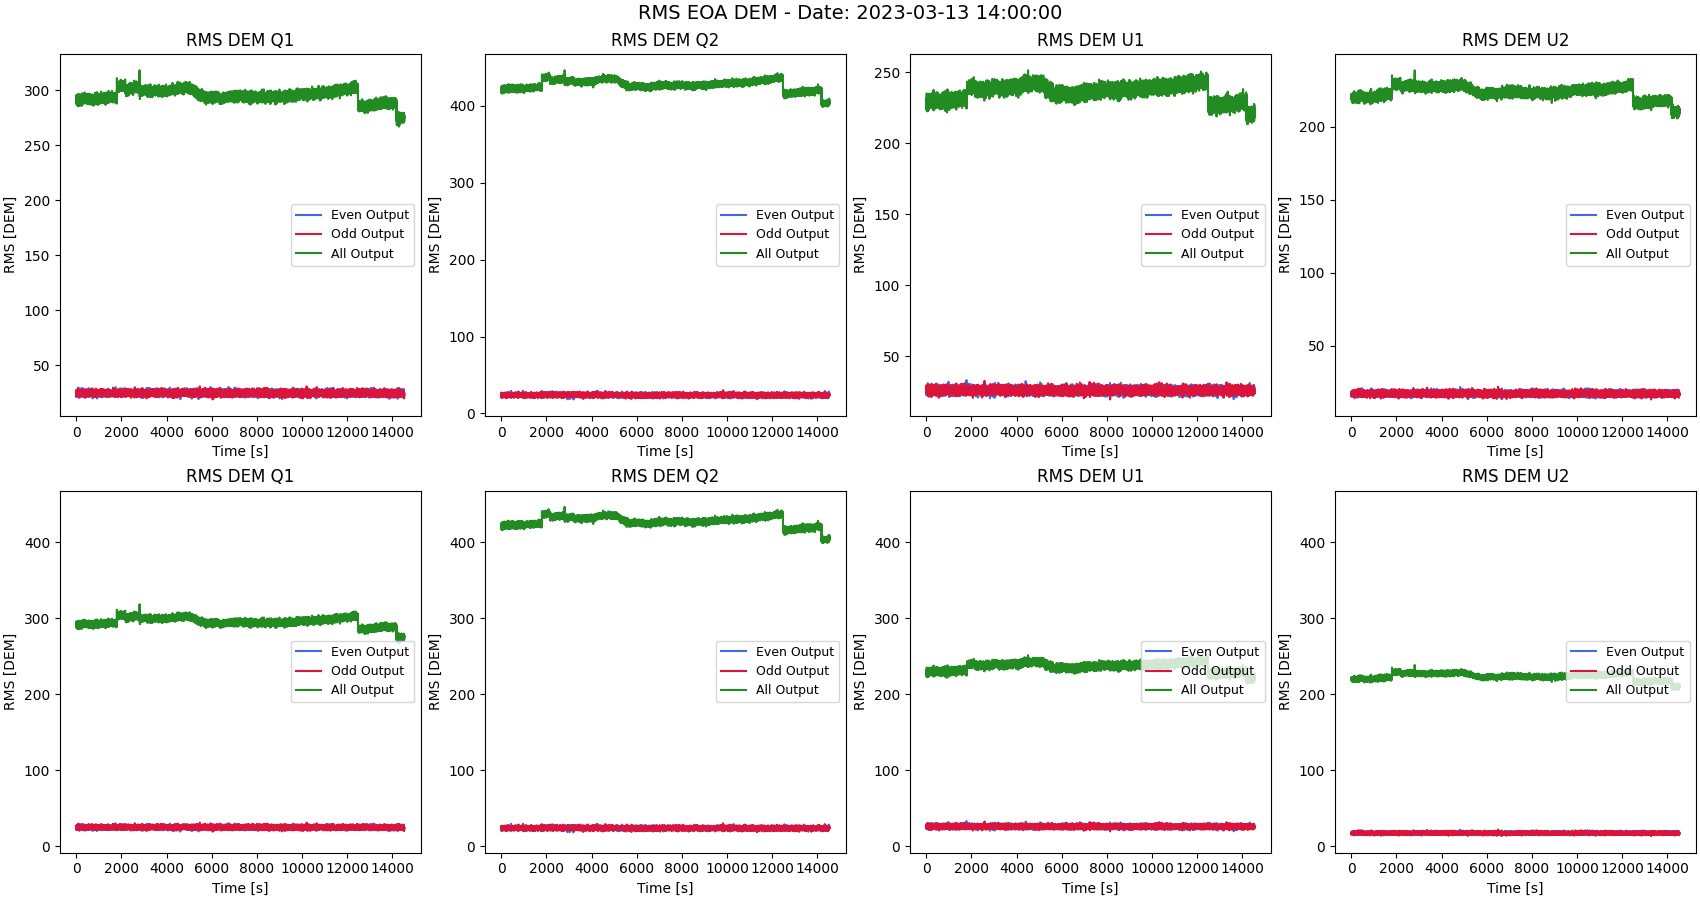 RMS EOA DEM - Date: 2023-03-13 14:00:00
RMS DEM Q1
RMS [DEM]
300
250
200
150
100
50
Even Output
Odd Output
All Output
0 2000 4000 6000 8000 10000 12000 14000
Time [s]
RMS DEM Q2
RMS [DEM]
400
300
200
100
0
Even Output
Odd Output
All Output
0 2000 4000 6000 8000 10000 12000 14000
Time [s]
RMS DEM U1
RMS [DEM]
250
200
150
100
50
Even Output
Odd Output
All Output
0 2000 4000 6000 8000 10000 12000 14000
Time [s]
RMS DEM U2
RMS [DEM]
200
150
100
50
Even Output
Odd Output
All Output
0 2000 4000 6000 8000 10000 12000 14000
Time [s]
RMS DEM Q1
RMS [DEM]
400
300
200
100
0
Even Output
Odd Output
All Output
0 2000 4000 6000 8000 10000 12000 14000
Time [s]
RMS DEM Q2
RMS [DEM]
400
300
200
100
0
Even Output
Odd Output
All Output
0 2000 4000 6000 8000 10000 12000 14000
Time [s]
RMS DEM U1
RMS [DEM]
400
300
200
100
0
Even Output
Odd Output
All Output
0 2000 4000 6000 8000 10000 12000 14000
Time [s]
RMS DEM U2
RMS [DEM]
400
300
200
100
0
Even Output
Odd Output
All Output
0 2000 4000 6000 8000 10000 12000 14000
Time [s]